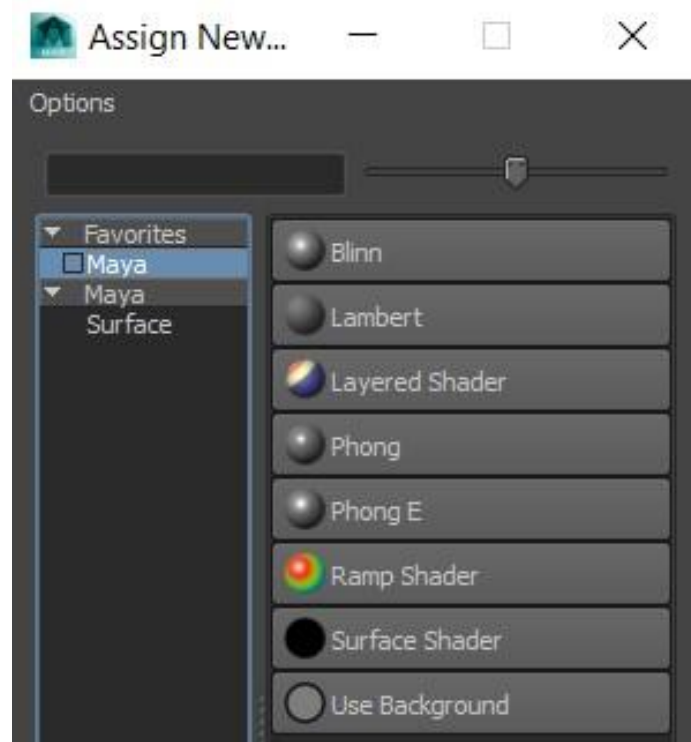 Assign New...
Options
Favorites
Maya
Maya
Surface
Blinn
Lambert
Layered Shader
Phong
Phong E
Ramp Shader
Surface Shader
Use Background